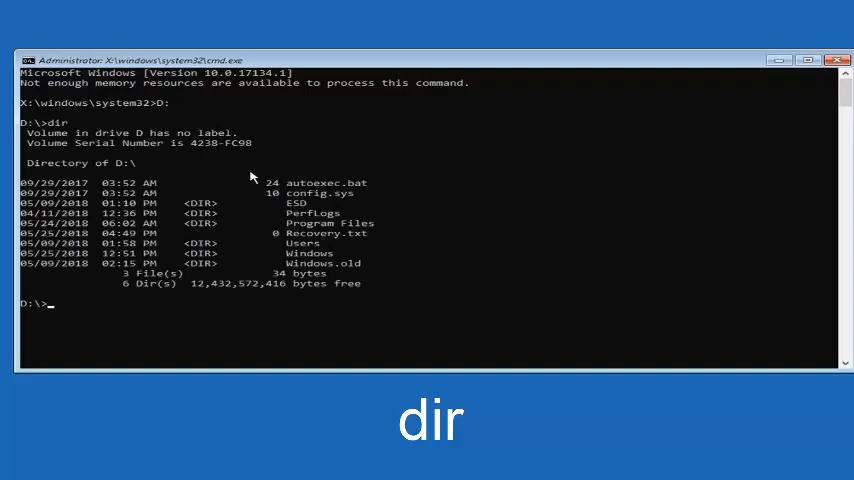 Administrator: X:\windows\system32\cmd.exe
Microsoft Windows [Version 10.0.17134.1]
Not enough memory resources are available to process this command.
X:\windows\system32>D:
D:\>dir
Volume in drive D has no label.
Volume Serial Number is 4238-FC98
Directory of D:\
09/29/2017 03:52 AM 24 autoexec.bat
09/29/2017 03:52 AM 10 config.sys
05/09/2018 01:10 PM <DIR> ESD
04/11/2018 12:36 PM <DIR> PerfLogs
05/24/2018 06:02 AM <DIR> Program Files
05/25/2018 04:49 PM 0 Recovery.txt
05/09/2018 01:58 PM <DIR> Users
05/25/2018 12:51 PM <DIR> Windows
05/09/2018 02:15 PM <DIR> Windows.old
3 File(s) 34 bytes
6 Dir(s) 12,432,572,416 bytes free
D:\>_
dir